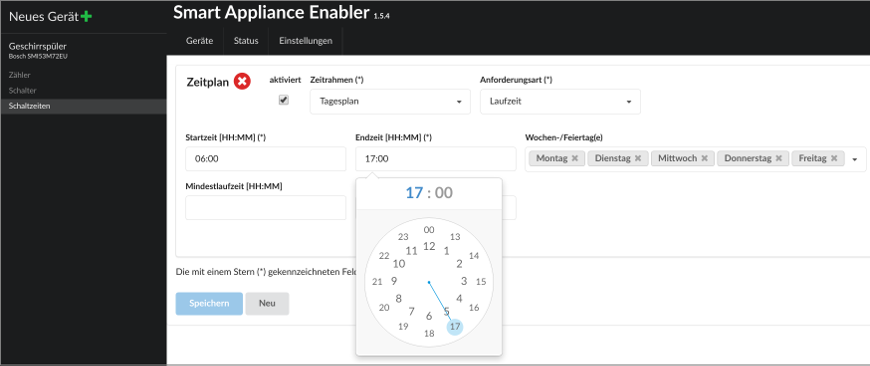 Neues Gerät
Smart Appliance Enabler 1.5.4
Geräte Status Einstellungen
Geschirrspüler
Bosch SMI53M72EU
Zähler
Schalter
Schaltzeiten
Zeitplan
aktiviert
Zeitrahmen (*)
Tagesplan
Anforderungsart (*)
Laufzeit
Startzeit [HH:MM] (*)
06:00
Endzeit [HH:MM] (*)
17:00
Wochen-/Feiertag(e)
Montag Dienstag Mittwoch Donnerstag Freitag
Mindestlaufzeit [HH:MM]
17 : 00
00
23 13
12
11 1
22 14
10 2
21 9 3 15
8 4
20 16
7 5
6
19 17
18
Die mit einem Stern (*) gekennzeichneten Feld
Speichern Neu